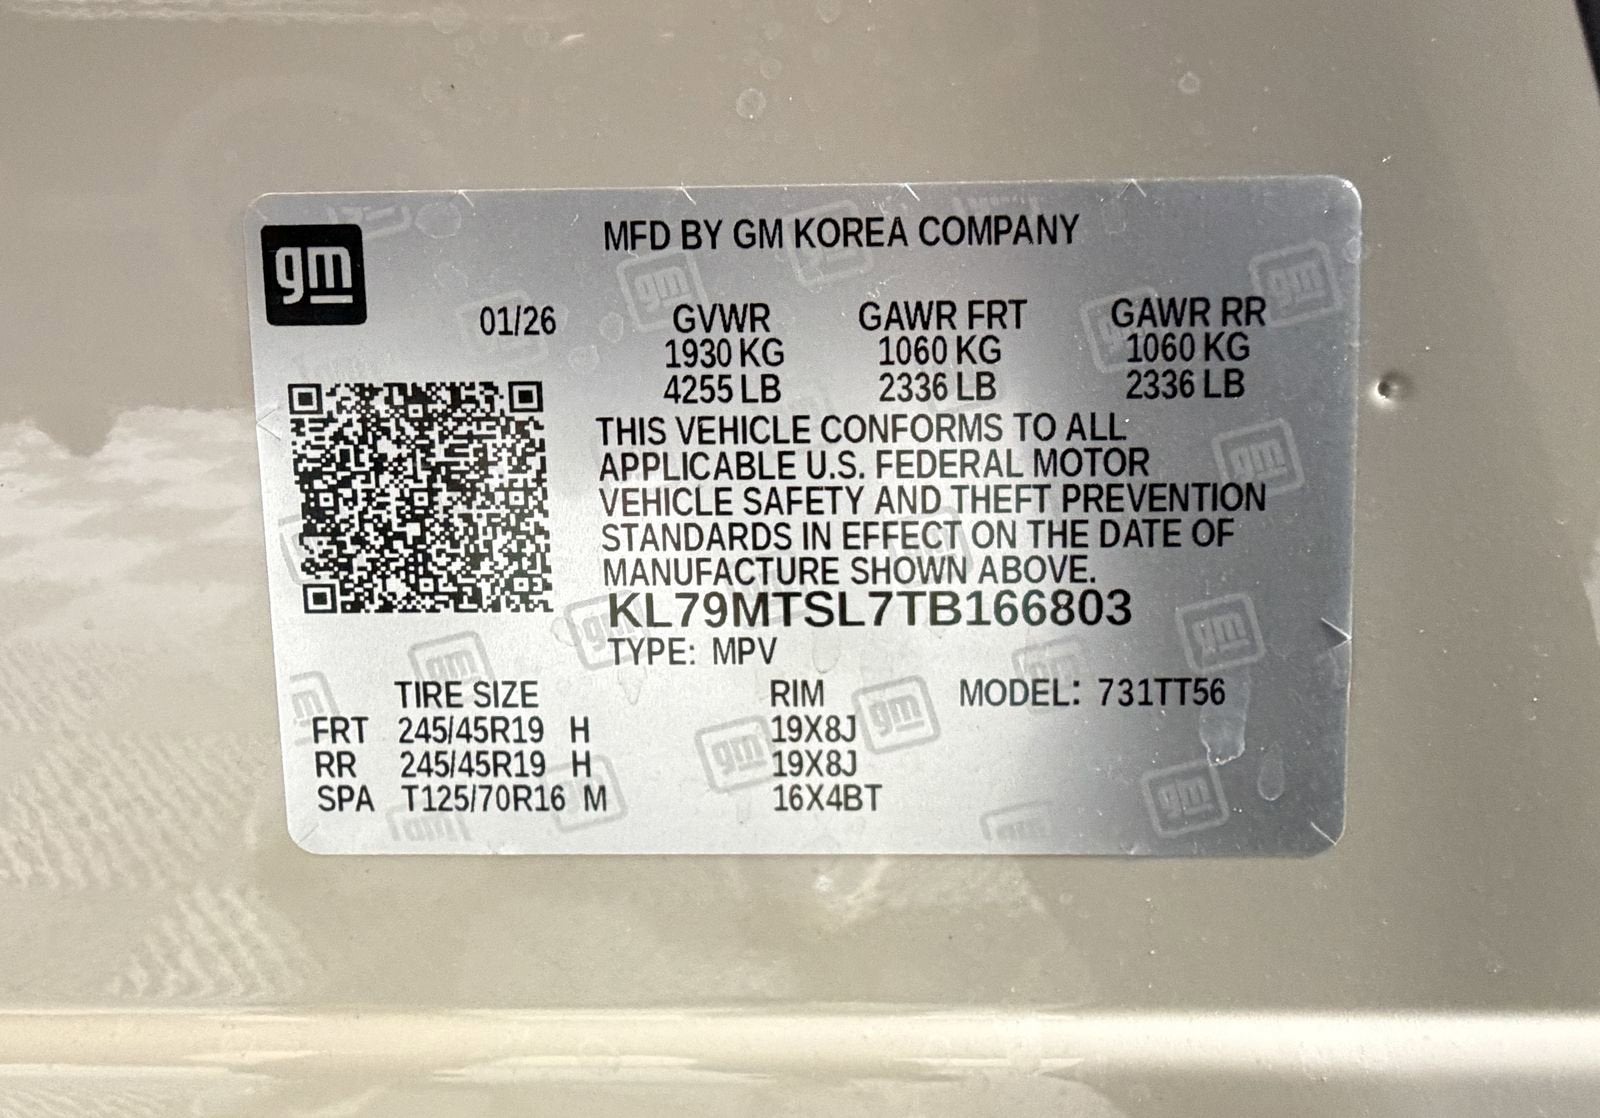 gm
MFD BY GM KOREA COMPANY
01/26 GVWR GAWR FRT GAWR RR
1930 KG 1060 KG 1060 KG
4255 LB 2336 LB 2336 LB
THIS VEHICLE CONFORMS TO ALL
APPLICABLE U.S. FEDERAL MOTOR
VEHICLE SAFETY AND THEFT PREVENTION
STANDARDS IN EFFECT ON THE DATE OF
MANUFACTURE SHOWN ABOVE.
KL79MTSL7TB166803
TYPE: MPV
TIRE SIZE RIM MODEL: 731TT56
FRT 245/45R19 H 19X8J
RR 245/45R19 H 19X8J
SPA T125/70R16 M 16X4BT